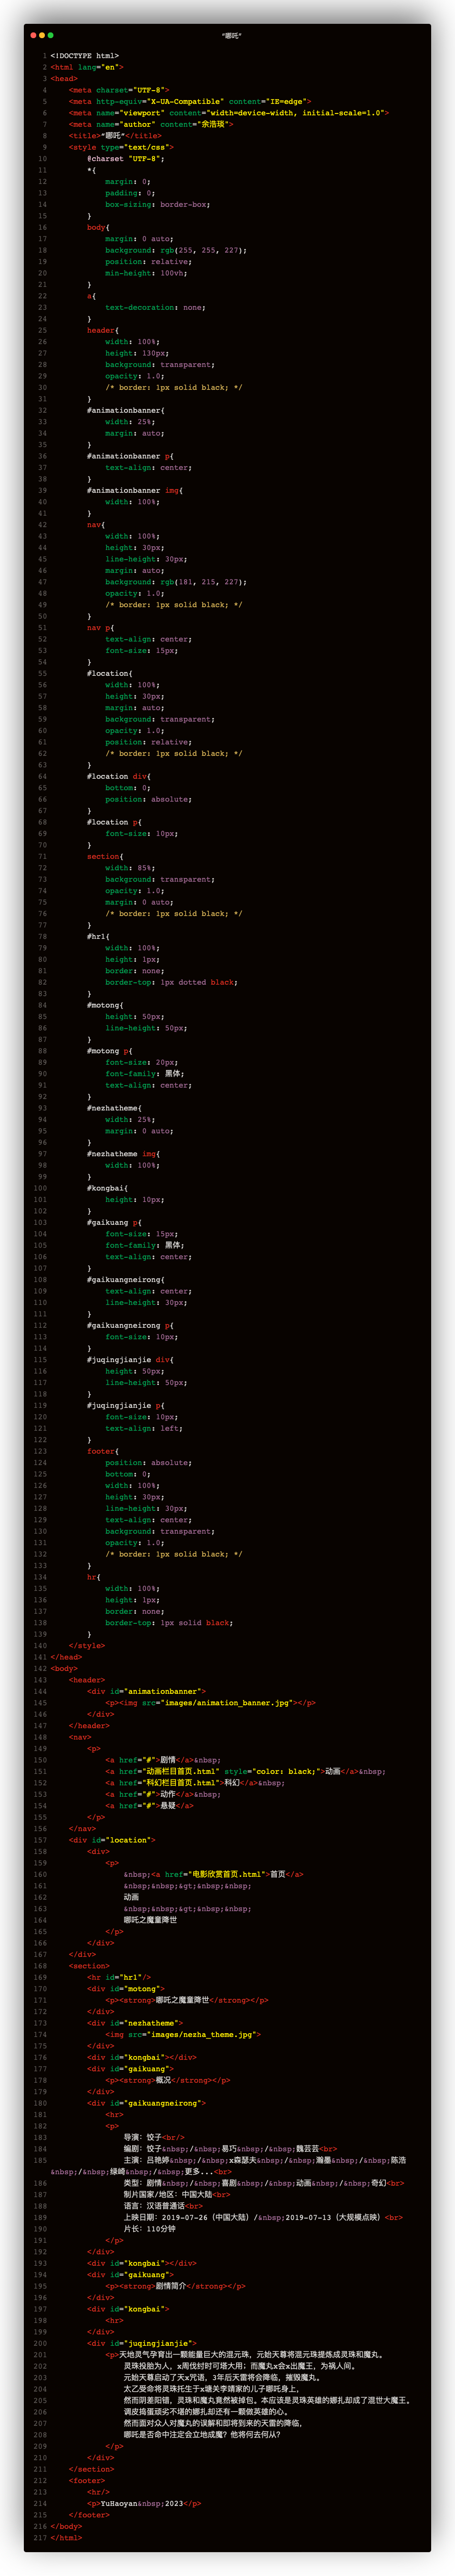 “哪吒”
1 <!DOCTYPE html>
2 <html lang="en">
3 <head>
4 <meta charset="UTF-8">
5 <meta http-equiv="X-UA-Compatible" content="IE=edge">
6 <meta name="viewport" content="width=device-width, initial-scale=1.0">
7 <meta name="author" content="余浩琰">
8 <title>“哪吒”</title>
9 <style type="text/css">
10 @charset "UTF-8";
11 *{
12 margin: 0;
13 padding: 0;
14 box-sizing: border-box;
15 }
16 body{
17 margin: 0 auto;
18 background: rgb(255, 255, 227);
19 position: relative;
20 min-height: 100vh;
21 }
22 a{
23 text-decoration: none;
24 }
25 header{
26 width: 100%;
27 height: 130px;
28 background: transparent;
29 opacity: 1.0;
30 /* border: 1px solid black; */
31 }
32 #animationbanner{
33 width: 25%;
34 margin: auto;
35 }
36 #animationbanner p{
37 text-align: center;
38 }
39 #animationbanner img{
40 width: 100%;
41 }
42 nav{
43 width: 100%;
44 height: 30px;
45 line-height: 30px;
46 margin: auto;
47 background: rgb(181, 215, 227);
48 opacity: 1.0;
49 /* border: 1px solid black; */
50 }
51 nav p{
52 text-align: center;
53 font-size: 15px;
54 }
55 #location{
56 width: 100%;
57 height: 30px;
58 margin: auto;
59 background: transparent;
60 opacity: 1.0;
61 position: relative;
62 /* border: 1px solid black; */
63 }
64 #location div{
65 bottom: 0;
66 position: absolute;
67 }
68 #location p{
69 font-size: 10px;
70 }
71 section{
72 width: 85%;
73 background: transparent;
74 opacity: 1.0;
75 margin: 0 auto;
76 /* border: 1px solid black; */
77 }
78 #hr1{
79 width: 100%;
80 height: 1px;
81 border: none;
82 border-top: 1px dotted black;
83 }
84 #motong{
85 height: 50px;
86 line-height: 50px;
87 }
88 #motong p{
89 font-size: 20px;
90 font-family: 黑体;
91 text-align: center;
92 }
93 #nezhatheme{
94 width: 25%;
95 margin: 0 auto;
96 }
97 #nezhatheme img{
98 width: 100%;
99 }
100 #kongbai{
101 height: 10px;
102 }
103 #gaikuang p{
104 font-size: 15px;
105 font-family: 黑体;
106 text-align: center;
107 }
108 #gaikuangneirong{
109 text-align: center;
110 line-height: 30px;
111 }
112 #gaikuangneirong p{
113 font-size: 10px;
114 }
115 #juqingjianjie div{
116 height: 50px;
117 line-height: 50px;
118 }
119 #juqingjianjie p{
120 font-size: 10px;
121 text-align: left;
122 }
123 footer{
124 position: absolute;
125 bottom: 0;
126 width: 100%;
127 height: 30px;
128 line-height: 30px;
129 text-align: center;
130 background: transparent;
131 opacity: 1.0;
132 /* border: 1px solid black; */
133 }
134 hr{
135 width: 100%;
136 height: 1px;
137 border: none;
138 border-top: 1px solid black;
139 }
140 </style>
141 </head>
142 <body>
143 <header>
144 <div id="animationbanner">
145 <p><img src="images/animation_banner.jpg"></p>
146 </div>
147 </header>
148 <nav>
149 <p>
150 <a href="#">剧情</a>&nbsp;
151 <a href="动画栏目首页.html" style="color: black;">动画</a>&nbsp;
152 <a href="科幻栏目首页.html">科幻</a>&nbsp;
153 <a href="#">动作</a>&nbsp;
154 <a href="#">悬疑</a>
155 </p>
156 </nav>
157 <div id="location">
158 <div>
159 <p>
160 &nbsp;<a href="电影欣赏首页.html">首页</a>
161 &nbsp;&nbsp;&gt;&nbsp;&nbsp;
162 动画
163 &nbsp;&nbsp;&gt;&nbsp;&nbsp;
164 哪吒之魔童降世
165 </p>
166 </div>
167 </div>
168 <section>
169 <hr id="hr1"/>
170 <div id="motong">
171 <p><strong>哪吒之魔童降世</strong></p>
172 </div>
173 <div id="nezhatheme">
174 <img src="images/nezha_theme.jpg">
175 </div>
176 <div id="kongbai"></div>
177 <div id="gaikuang">
178 <p><strong>概况</strong></p>
179 </div>
180 <div id="gaikuangneirong">
181 <hr>
182 <p>
183 导演：饺子<br/>
184 编剧：饺子&nbsp;/&nbsp;易巧&nbsp;/&nbsp;魏芸芸<br>
185 主演：吕艳婷&nbsp;/&nbsp;x森瑟夫&nbsp;/&nbsp;瀚墨&nbsp;/&nbsp;陈浩
&nbsp;/&nbsp;绿绮&nbsp;/&nbsp;更多...<br>
186 类型：剧情&nbsp;/&nbsp;喜剧&nbsp;/&nbsp;动画&nbsp;/&nbsp;奇幻<br>
187 制片国家/地区：中国大陆<br>
188 语言：汉语普通话<br>
189 上映日期：2019-07-26（中国大陆）/&nbsp;2019-07-13（大规模点映）<br>
190 片长：110分钟
191 </p>
192 </div>
193 <div id="kongbai"></div>
194 <div id="gaikuang">
195 <p><strong>剧情简介</strong></p>
196 </div>
197 <div id="kongbai">
198 <hr>
199 </div>
200 <div id="juqingjianjie">
201 <p>天地灵气孕育出一颗能量巨大的混元珠，元始天尊将混元珠提炼成灵珠和魔丸。
202 灵珠投胎为人，x周伐纣时可塔大用；而魔丸x会x出魔王，为祸人间。
203 元始天尊启动了天x咒语，3年后天雷将会降临，摧毁魔丸。
204 太乙受命将灵珠托生于x塘关李靖家的儿子哪吒身上，
205 然而阴差阳错，灵珠和魔丸竟然被掉包。本应该是灵珠英雄的娜扎却成了混世大魔王。
206 调皮捣蛋顽劣不堪的娜扎却还有一颗做英雄的心。
207 然而面对众人对魔丸的误解和即将到来的天雷的降临，
208 哪吒是否命中注定会立地成魔？他将何去何从？
209 </p>
210 </div>
211 </section>
212 <footer>
213 <hr/>
214 <p>YuHaoyan&nbsp;2023</p>
215 </footer>
216 </body>
217 </html>